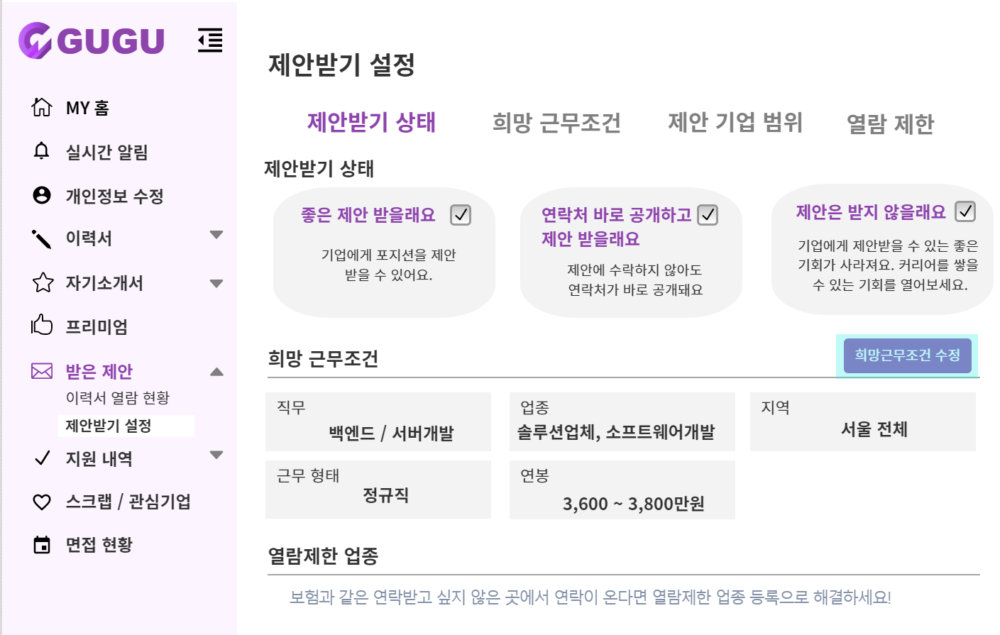 GUGU
MY 홈
실시간 알림
개인정보 수정
이력서
자기소개서
프리미엄
받은 제안
이력서 열람 현황
제안받기 설정
지원 내역
스크랩 / 관심기업
면접 현황
제안받기 설정
제안받기 상태
희망 근무조건
제안 기업 범위
열람 제한
제안받기 상태
좋은 제안 받을래요
기업에게 포지션을 제안
받을 수 있어요.
연락처 바로 공개하고
제안 받을래요
제안에 수락하지 않아도
연락처가 바로 공개돼요
제안은 받지 않을래요
기업에게 제안받을 수 있는 좋은
기회가 사라져요. 커리어를 쌓을
수 있는 기회를 열어보세요.
희망 근무조건
희망근무조건 수정
직무
백엔드 / 서버개발
업종
솔루션업체, 소프트웨어개발
지역
서울 전체
근무 형태
정규직
연봉
3,600 ~ 3,800만원
열람제한 업종
보험과 같은 연락받고 싶지 않은 곳에서 연락이 온다면 열람제한 업종 등록으로 해결하세요!